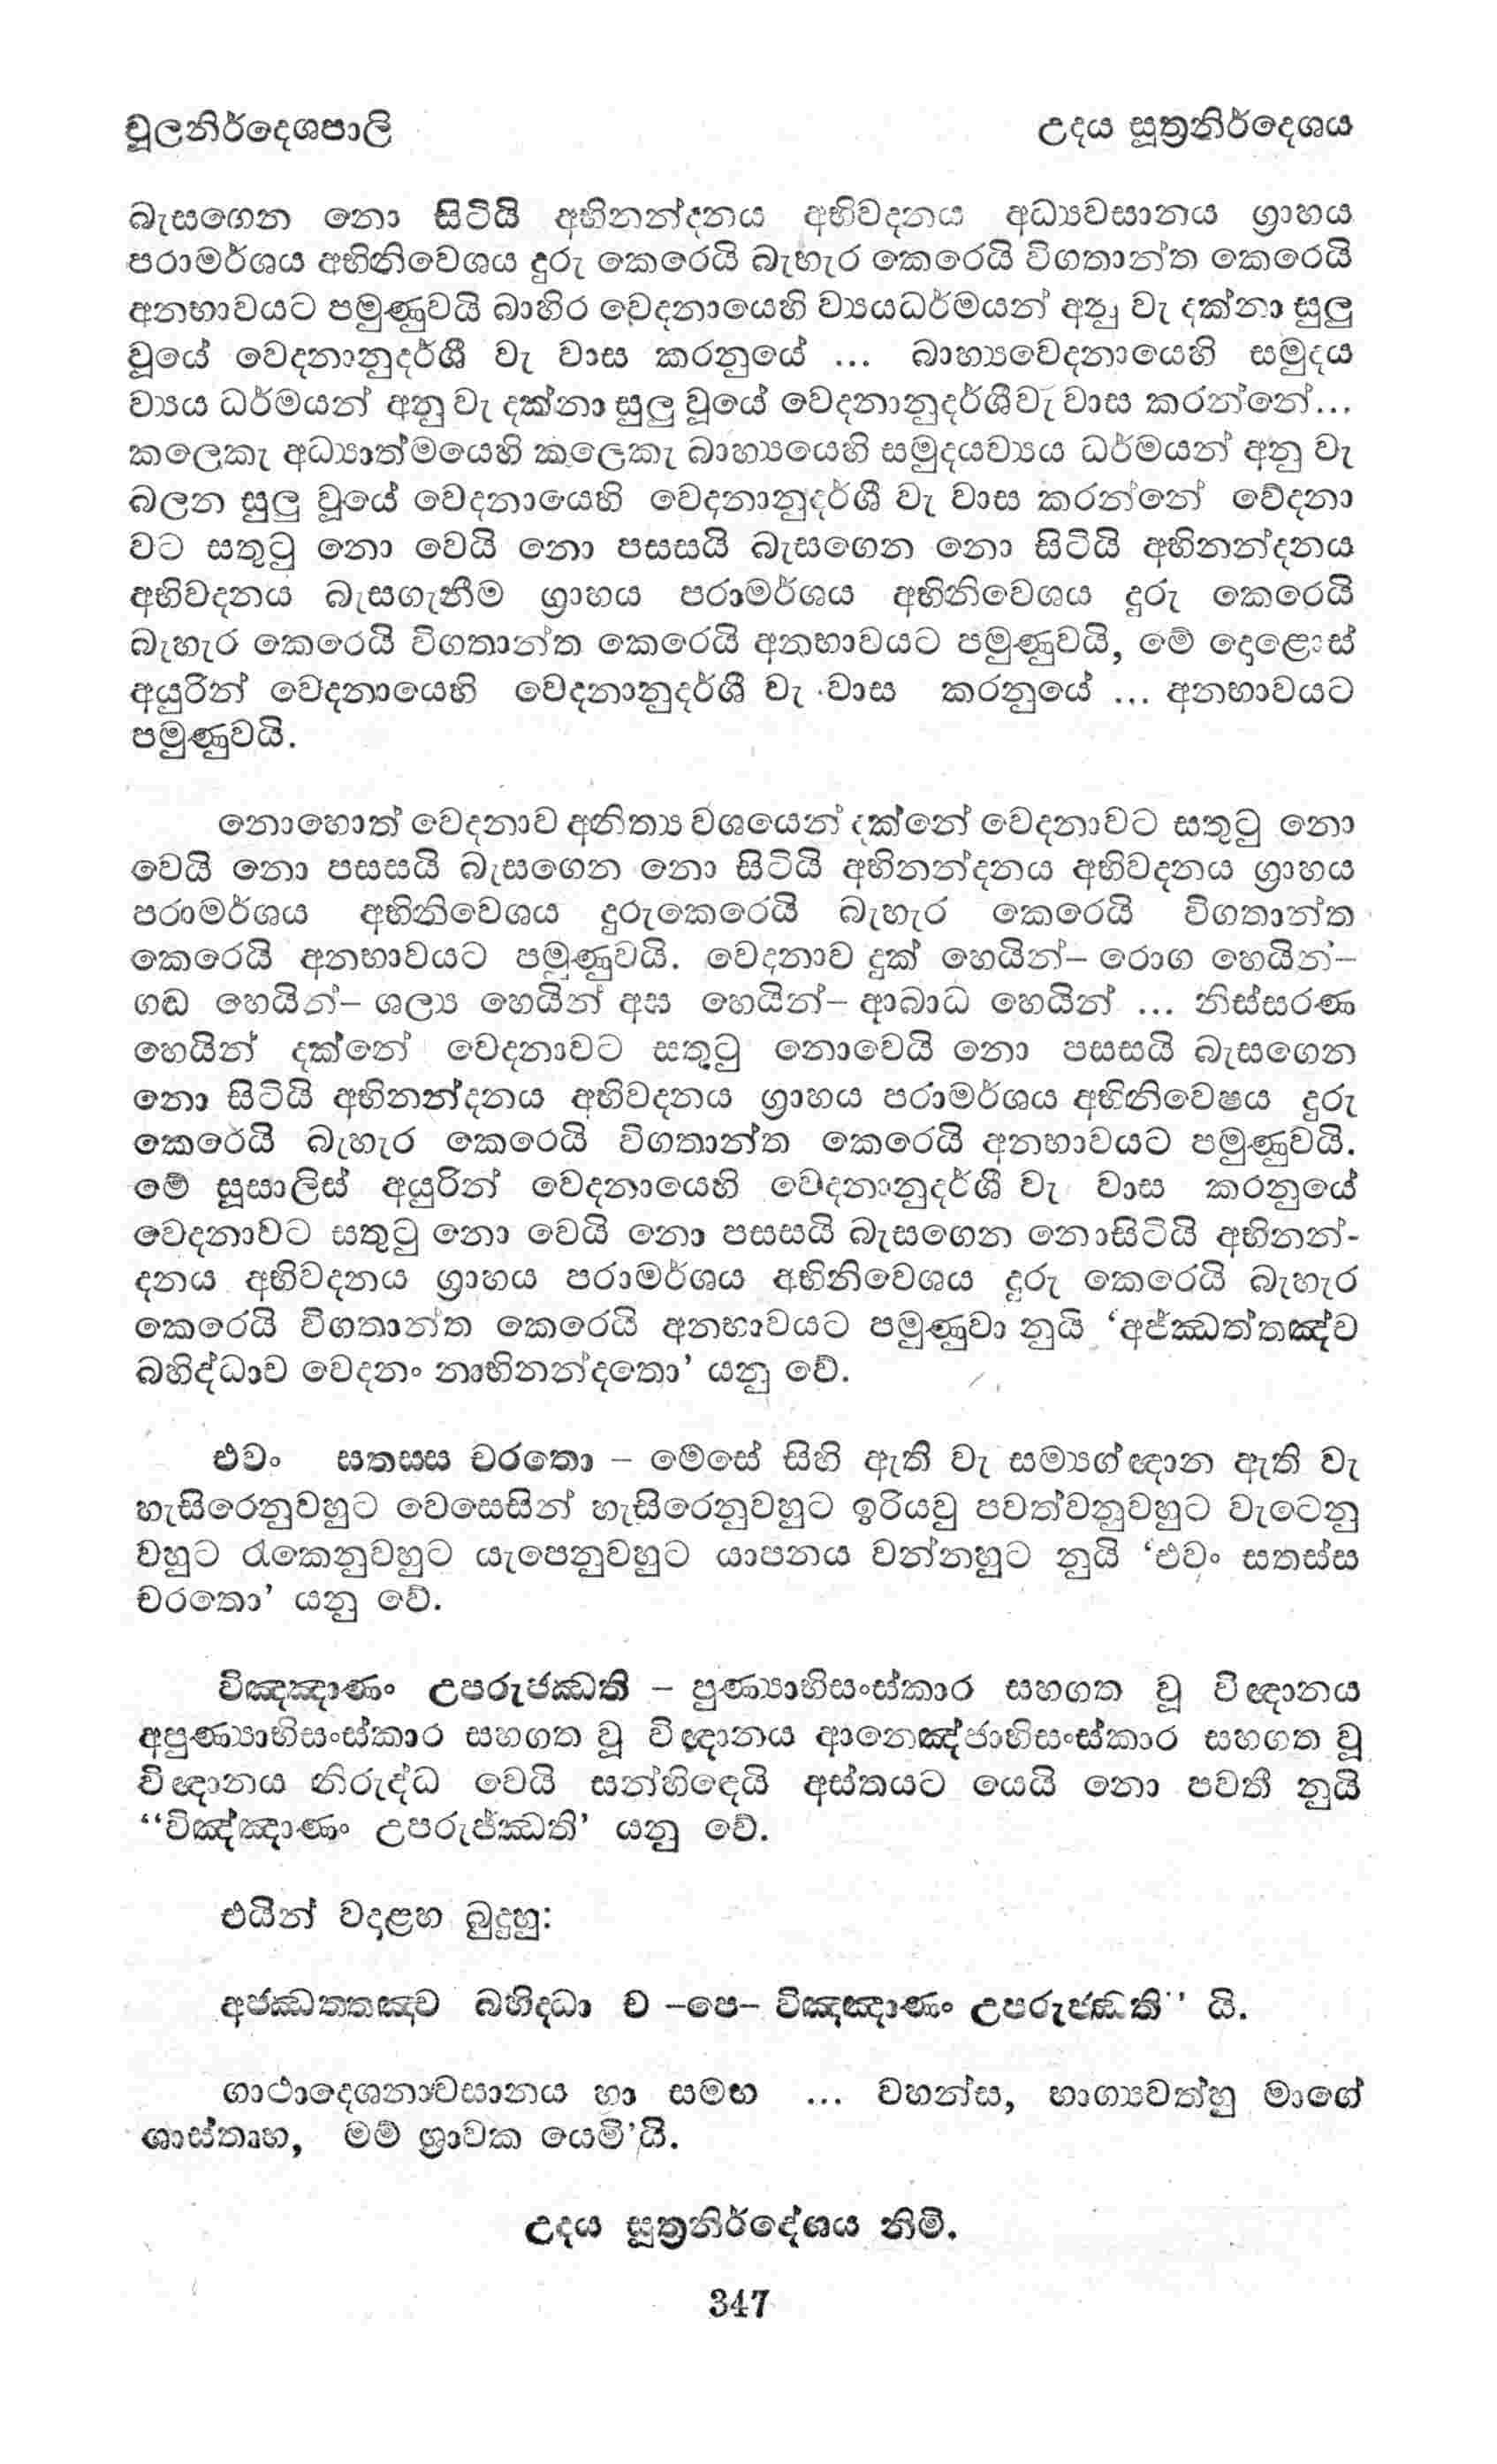 චූලනිර්දෙශපාලි
උදය සූත්‍රනිර්දෙශය
බැසගෙන නො සිටියි අභිනන්දනය අභිවදනය අධ්‍යවසානය ග්‍රාහය
පරාමර්ශය අභිනිවෙශය දුරු කෙරෙයි බැහැර කෙරෙයි විගතාන්ත කෙරෙයි
අනභාවයට පමුණුවයි බාහිර වෙදනායෙහි ව්‍යයධර්මයන් අනු වැ දක්නා සුලු
වූයේ වෙදනානුදර්ශී වැ වාස කරනුයේ ... බාහ්‍යවෙදනායෙහි සමුදය
ව්‍යය ධර්මයන් අනු වැ දක්නා සුලු වූයේ වෙදනානුදර්ශීවැ වාස කරන්නේ...
කලෙකැ අධ්‍යාත්මයෙහි කලෙකැ බාහ්‍යයෙහි සමුදයව්‍යය ධර්මයන් අනු වැ
බලන සුලු වූයේ වෙදනායෙහි වෙදනානුදර්ශී වැ වාස කරන්නේ වේදනා
වට සතුටු නො වෙයි නො පසසයි බැසගෙන නො සිටියි අභිනන්දනය
අභිවදනය බැසගැනීම ග්‍රාහය පරාමර්ශය අභිනිවෙශය දුරු කෙරෙයි
බැහැර කෙරෙයි විගතාන්ත කෙරෙයි අනභාවයට පමුණුවයි, මේ දොළොස්
අයුරින් වෙදනායෙහි වෙදනානුදර්ශී වැ වාස කරනුයේ ... අනභාවයට
පමුණුවයි.
නොහොත් වෙදනාව අනිත්‍ය වශයෙන් දක්නේ වෙදනාවට සතුටු නො
වෙයි නො පසසයි බැසගෙන නො සිටියි අභිනන්දනය අභිවදනය ග්‍රාහය
පරාමර්ශය අභිනිවෙශය දුරුකෙරෙයි බැහැර කෙරෙයි විගතාන්ත
කෙරෙයි අනභාවයට පමුණුවයි. වෙදනාව දුක් හෙයින්– රොග හෙයින්–
ගඬ හෙයින්– ශල්‍ය හෙයින් අඝ හෙයින්– ආබාධ හෙයින් ... නිස්සරණ
හෙයින් දක්නේ වෙදනාවට සතුටු නොවෙයි නො පසසයි බැසගෙන
නො සිටියි අභිනන්දනය අභිවදනය ග්‍රාහය පරාමර්ශය අභිනිවෙෂය දුරු
කෙරෙයි බැහැර කෙරෙයි විගතාන්ත කෙරෙයි අනභාවයට පමුණුවයි.
මේ සූසාලිස් අයුරින් වෙදනායෙහි වෙදනානුදර්ශී වැ වාස කරනුයේ
වෙදනාවට සතුටු නො වෙයි නො පසසයි බැසගෙන නොසිටියි අභිනන්-
දනය අභිවදනය ග්‍රාහය පරාමර්ශය අභිනිවෙශය දුරු කෙරෙයි බැහැර
කෙරෙයි විගතාන්ත කෙරෙයි අනභාවයට පමුණුවා නුයි ‘අජ්ඣත්තඤ්ච
බහිද්ධාව වෙදනං නාභිනන්දතො’ යනු වේ.
එවං සතසස චරතො – මෙසේ සිහි ඇති වැ සම්‍යග්ඥාන ඇති වැ
හැසිරෙනුවහුට වෙසෙසින් හැසිරෙනුවහුට ඉරියවු පවත්වනුවහුට වැටෙනු
වහුට රැකෙනුවහුට යැපෙනුවහුට යාපනය වන්නහුට නුයි ‘එවං සතස්ස
චරතො’ යනු වේ.
විඤඤාණං උපරුජඣති – පුණ්‍යාභිසංස්කාර සහගත වූ විඥානය
අපුණ්‍යාභිසංස්කාර සහගත වූ විඥානය ආනෙඤ්ජාභිසංස්කාර සහගත වූ
විඥානය නිරුද්ධ වෙයි සන්හිඳෙයි අස්තයට යෙයි නො පවතී නුයි
“විඤ්ඤාණං උපරුජ්ඣති’ යනු වේ.
එයින් වදාළහ බුදුහු:
අජඣතතඤච බහිදධා ච –පෙ– විඤඤාණං උපරුජඣති” යි.
ගාථාදෙශනාවසානය හා සමඟ ... වහන්ස, භාග්‍යවත්හු මාගේ
ශාස්තෘහ, මම් ශ්‍රාවක යෙමි’යි.
උදය සූත්‍රනිර්දේශය නිමි.
347